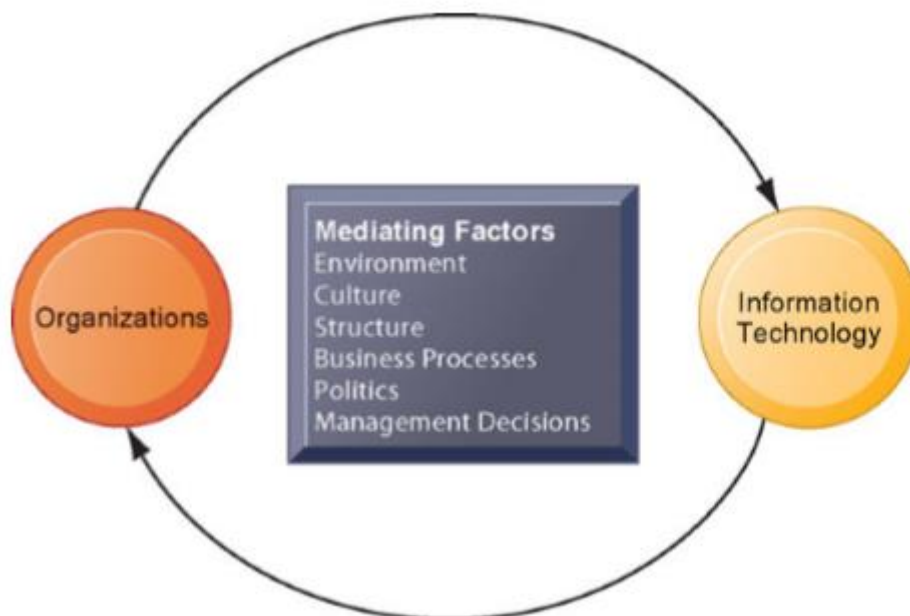 Organizations
Mediating Factors
Environment
Culture
Structure
Business Processes
Politics
Management Decisions
Information
Technology